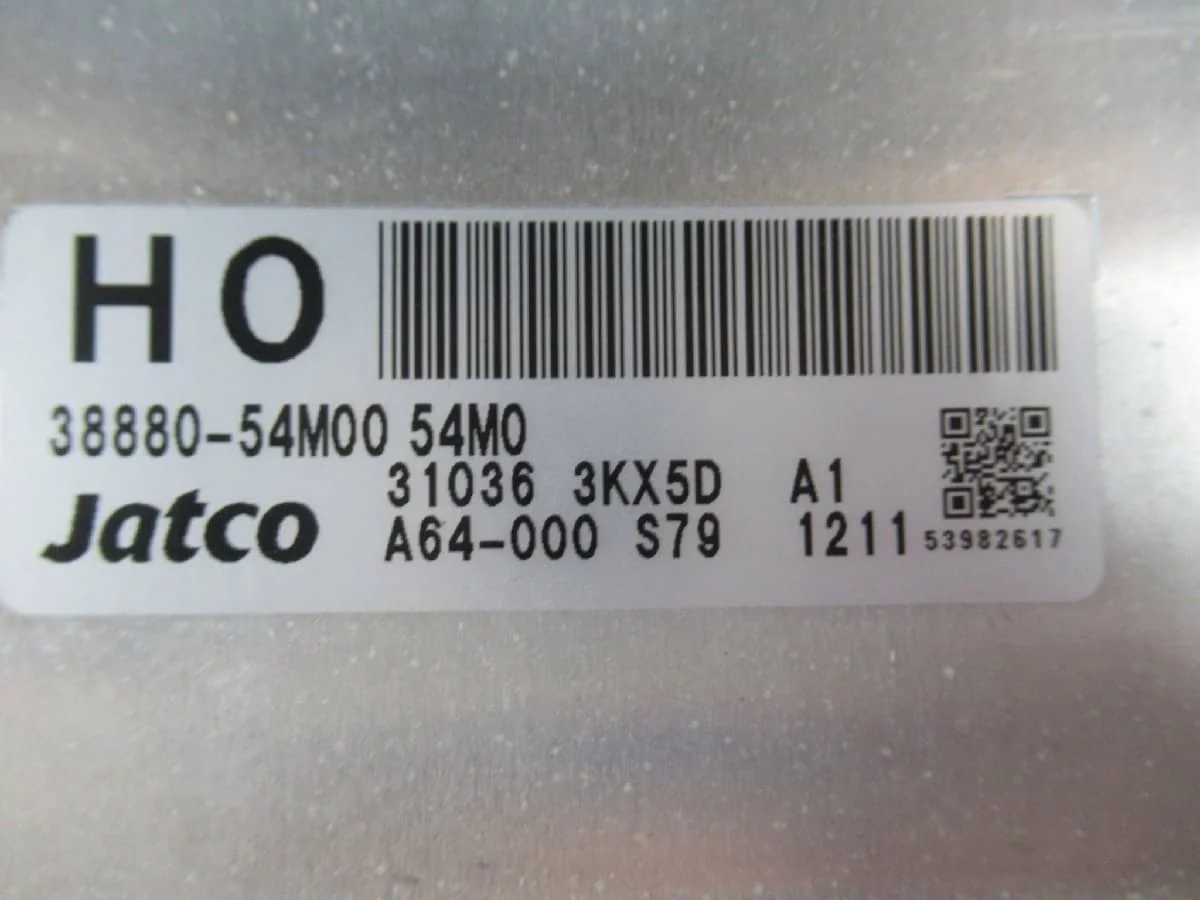 HO
38880-54M00 54M0
31036 3KX5D A1
Jatco A64-000 S79 1211 53982617